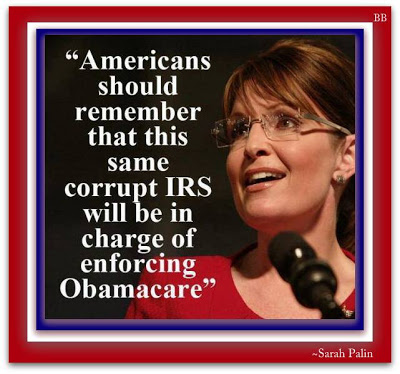 BB
“Americans
should
remember
that this
same
corrupt IRS
will be in
charge of
enforcing
Obamacare”
~Sarah Palin